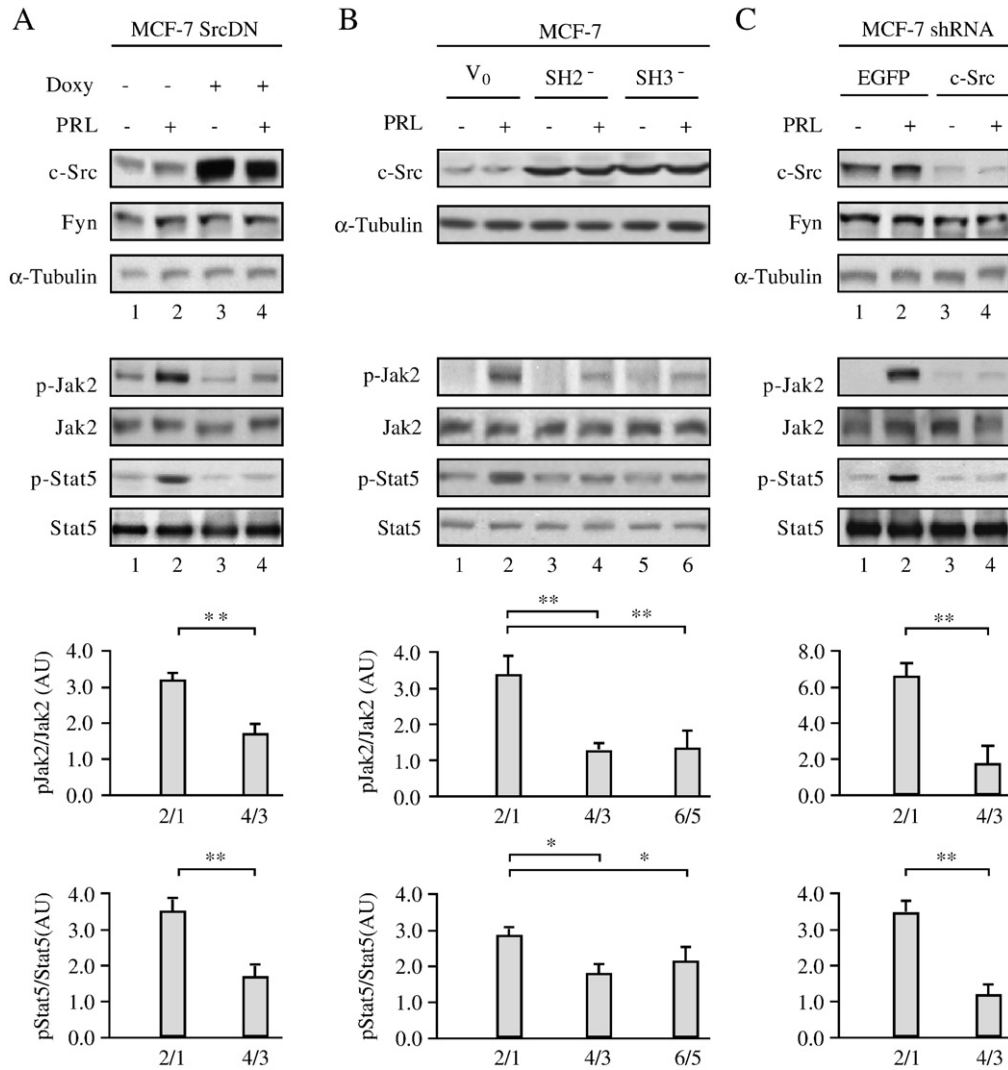 A
MCF-7 SrcDN
Doxy - - + +
PRL - + - +
c-Src
Fyn
α-Tubulin
1 2 3 4
p-Jak2
Jak2
p-Stat5
Stat5
1 2 3 4
**
pJak2/Jak2 (AU)
4.0
3.0
2.0
1.0
0.0
2/1 4/3
**
pStat5/Stat5(AU)
4.0
3.0
2.0
1.0
0.0
2/1 4/3
B
MCF-7
V0 SH2- SH3-
PRL - + - + - +
c-Src
α-Tubulin
p-Jak2
Jak2
p-Stat5
Stat5
1 2 3 4 5 6
**
**
pJak2/Jak2 (AU)
4.0
3.0
2.0
1.0
0.0
2/1 4/3 6/5
*
*
pStat5/Stat5(AU)
4.0
3.0
2.0
1.0
0.0
2/1 4/3 6/5
C
MCF-7 shRNA
EGFP c-Src
PRL - + - +
c-Src
Fyn
α-Tubulin
1 2 3 4
p-Jak2
Jak2
p-Stat5
Stat5
1 2 3 4
**
8.0
6.0
4.0
2.0
0.0
2/1 4/3
**
4.0
3.0
2.0
1.0
0.0
2/1 4/3